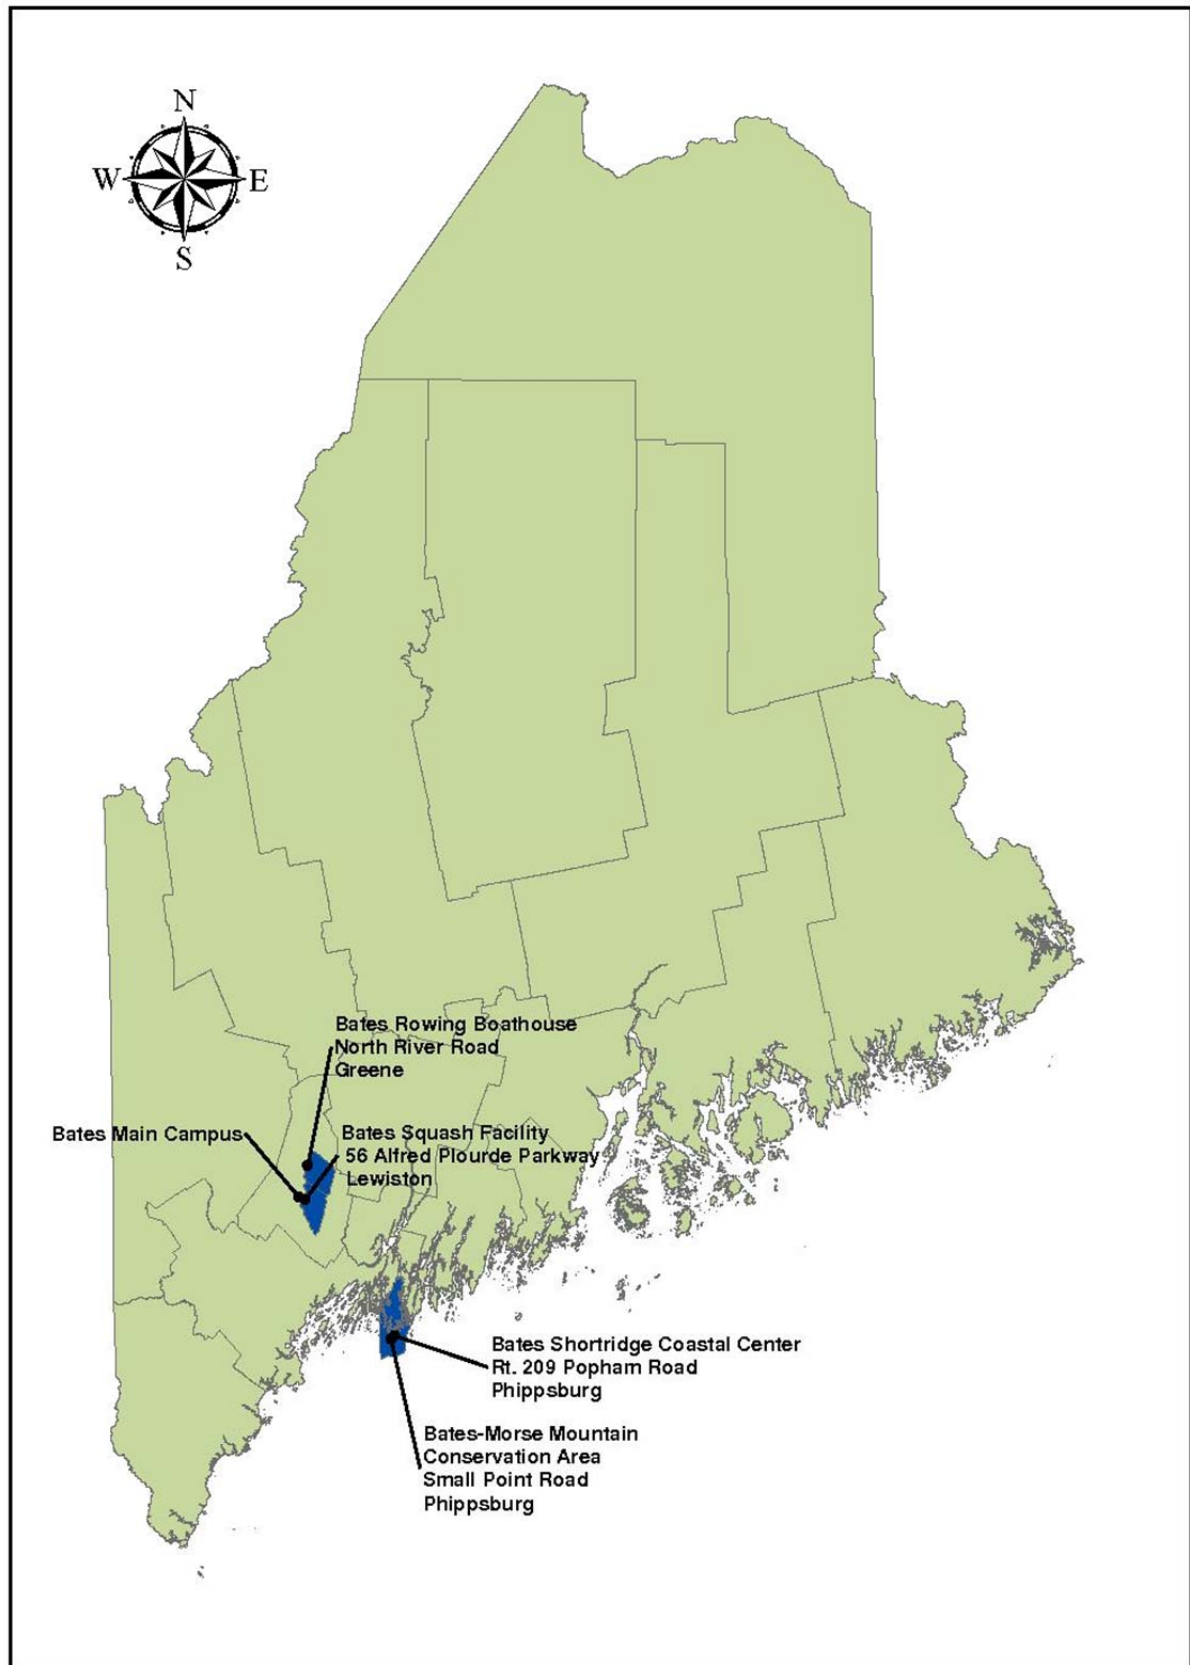 N
W
E
S
Bates Rowing Boathouse
North River Road
Greene
Bates Main Campus
Bates Squash Facility
56 Alfred Plourde Parkway
Lewiston
Bates Shortridge Coastal Center
Rt. 209 Popham Road
Phippsburg
Bates-Morse Mountain
Conservation Area
Small Point Road
Phippsburg